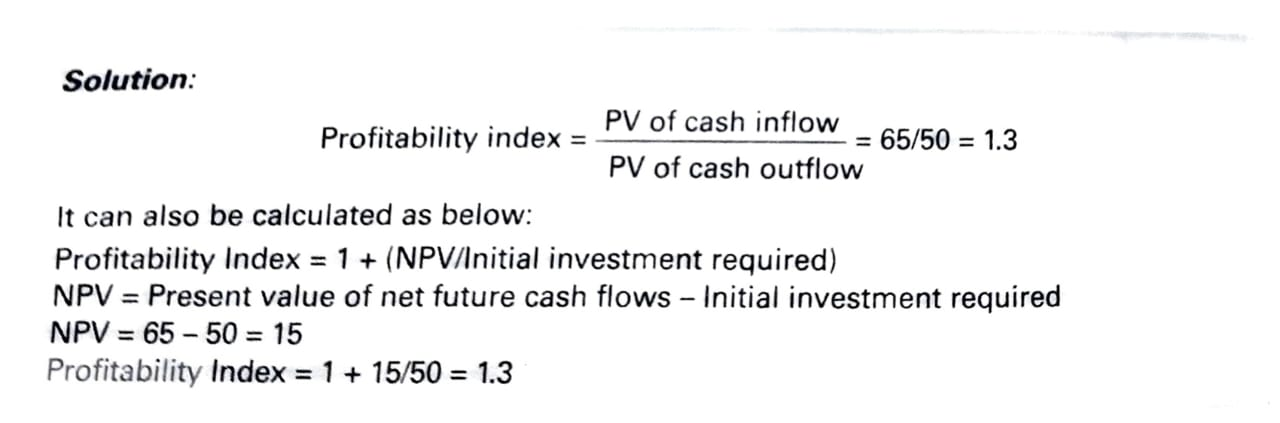 Solution:
Profitability index = PV of cash inflow / PV of cash outflow = 65/50 = 1.3
It can also be calculated as below:
Profitability Index = 1 + (NPV/Initial investment required)
NPV = Present value of net future cash flows – Initial investment required
NPV = 65 – 50 = 15
Profitability Index = 1 + 15/50 = 1.3